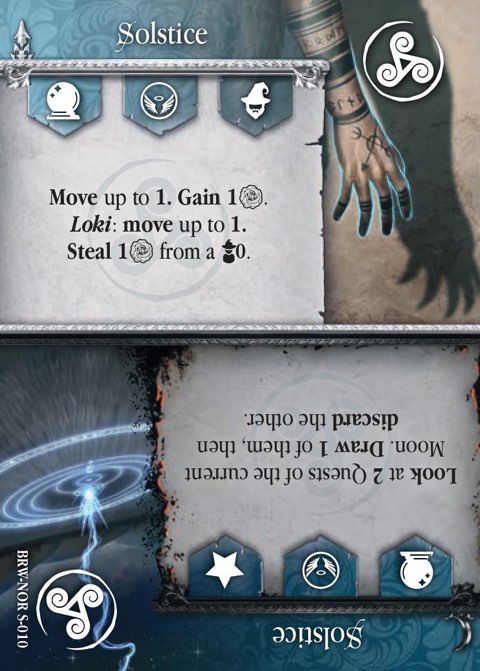 Solstice
Move up to 1. Gain 1.
Loki: move up to 1.
Steal 1 from a 0.
Solstice
Look at 2 Quests of the current
Moon. Draw 1 of them, then
discard the other.
BRW-NOR S-010